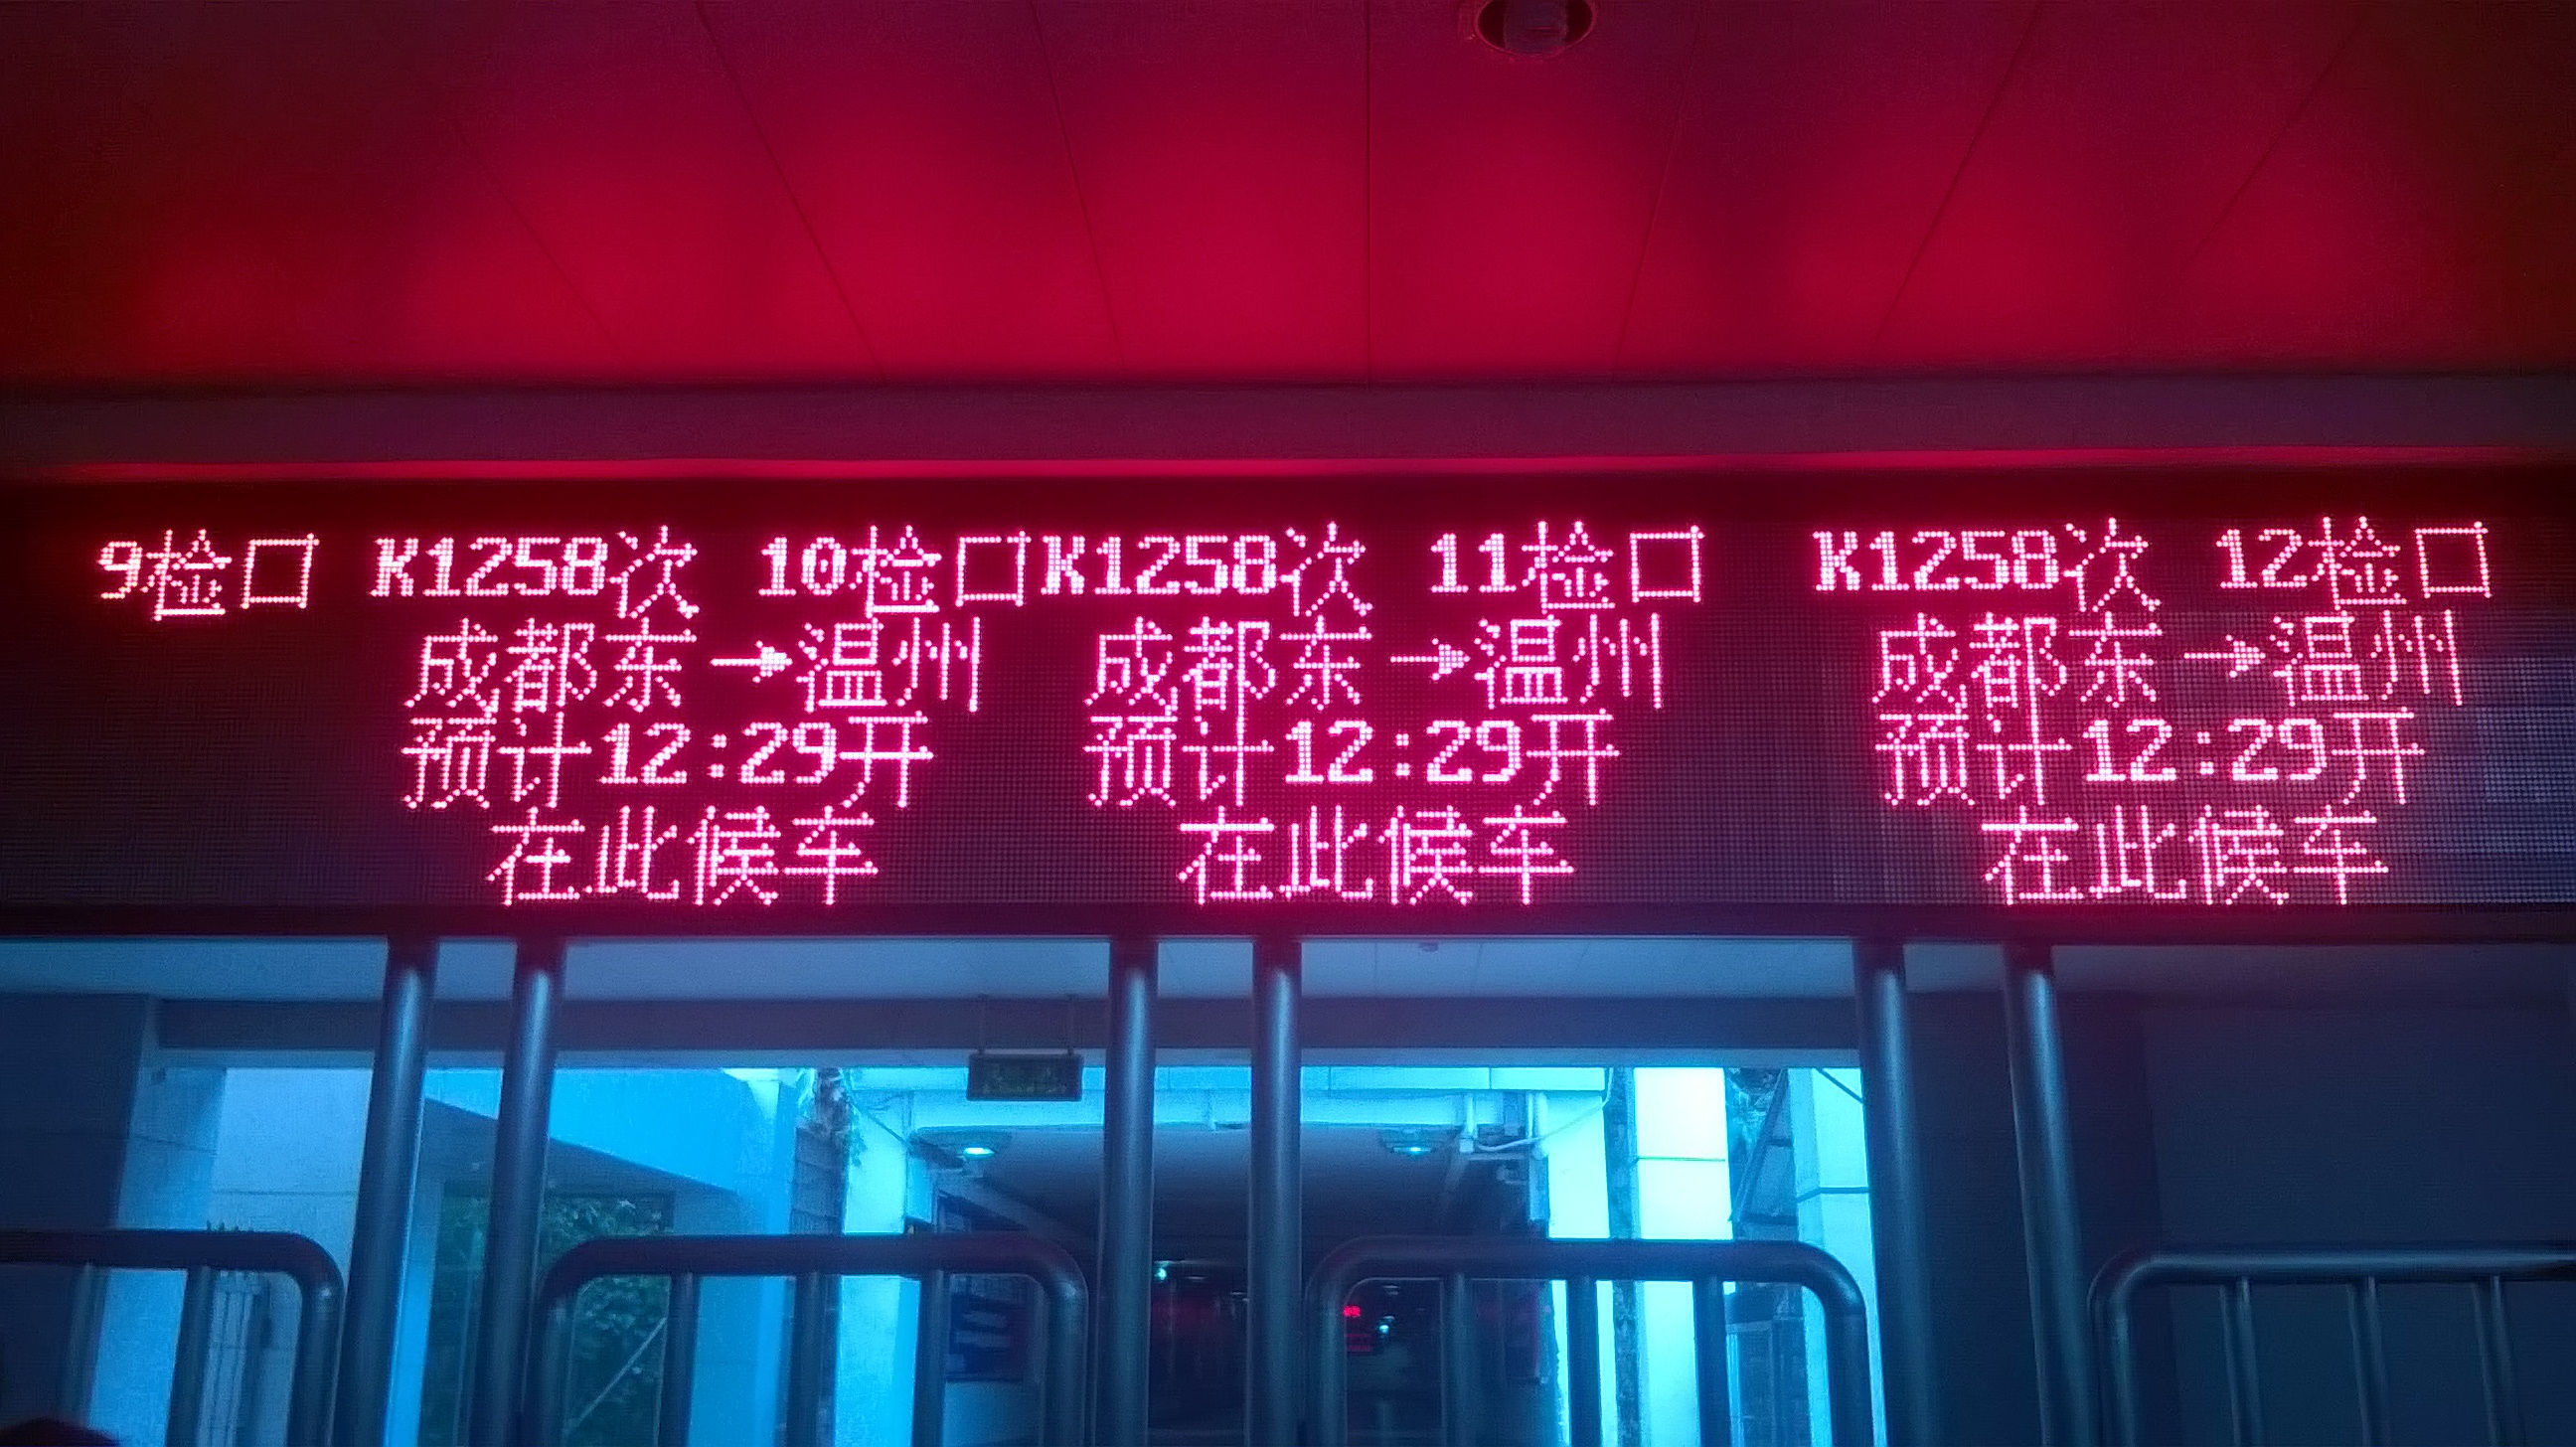 9检口 K1258次 10检口 K1258次 11检口 K1258次 12检口
成都东→温州 成都东→温州 成都东→温州
预计12:29开 预计12:29开 预计12:29开
在此候车 在此候车 在此候车